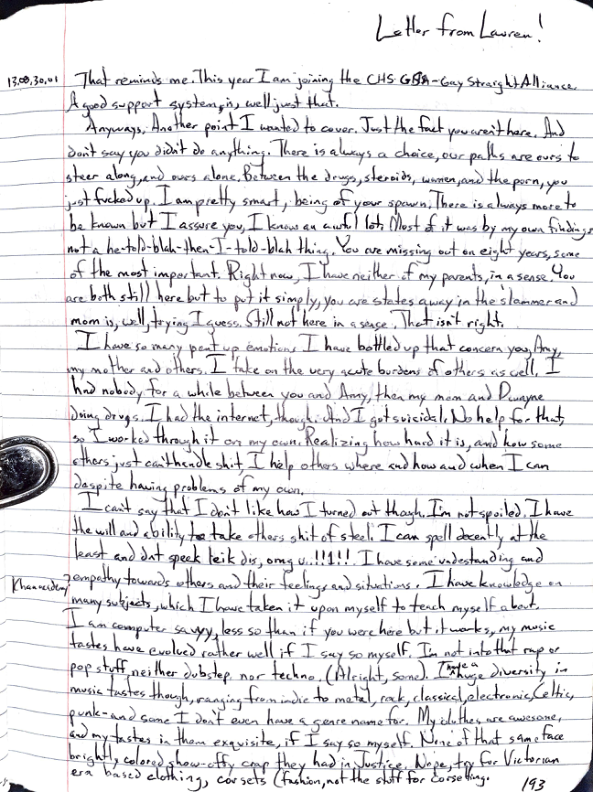 Letter from Lauren!
13,08,30,01 That reminds me. This year I am joining the CHS GSA-Gay Straight Alliance.
A good support system, is, well just that.
Anyways, Another point I wanted to cover. Just the fact you aren't here. And
don't say you didn't do anything. There is always a choice, our paths are ours to
steer along, and ours alone. Between the drugs, steroids, women, and the porn, you
just fucked up. I am pretty smart, being of your spawn. There is always more to
be known but I assure you, I know an awful lot. Most of it was by my own findings
not a he-told-blah-then-I-told-blah thing. You are missing out on eight years, some
of the most important. Right now, I have neither of my parents, in a sense. You
are both still here but to put it simply, you are states away in the slammer and
mom is, well, trying I guess. Still not here in a sense. That isn't right.
I have so many pent up emotion I have bottled up that concern you, Amy,
my mother and others. I take on the very acute burdens of others as well. I
had nobody for a while between you and Amy, then my mom and Dwayne
doing drugs. I had the internet, though. And I got suicidal. No help for that,
so I worked through it on my own. Realizing how hard it is, and how some
others just can't handle shit, I help others where and how and when I can
daspite having problems of my own.
I can't say that I don't like how I turned out though. I'm not spoiled. I have
the will and ability to take others shit of steel. I can spell docently at the
least and dnt speek leik dis, omg u..!!1!!! I have some undestanding and
empathy towards others and their feelings and situations. I have knowledge on
Khanacademy many subjects, which I have taken it upon myself to teach myself about.
I am computer savvy, less so than if you were here but it works, my music
tastes have evolved rather well if I say so myself. I'm not into that rap or
pop stuff, neither dubstep nor techno. (Alright, some). I have a huge diversity in
music tastes though, ranging from indie to metal, rock, classical, electronic, Celtic,
punk-and some I don't even have a genre name for. My clothes are awesome,
and my tastes in them exquisite, if I say so myself. None of that same face
brightly colored show-offy crap they had in Justice. Nope, try for Victorian
era based clothing, corsets (fashion, not the stuff for corseting.
193